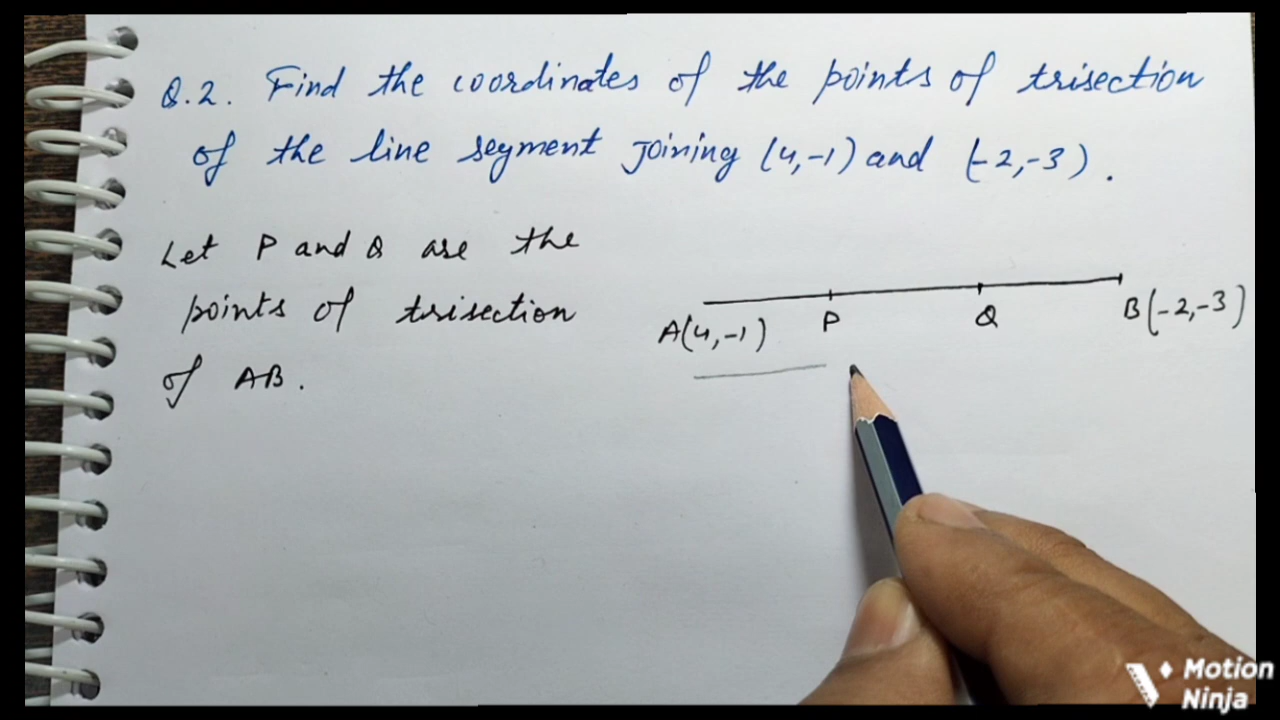 Q.2. Find the coordinates of the points of trisection
of the line segment joining (4,-1) and (-2,-3).
Let P and Q are the
points of trisection
of AB.
A(4,-1) P Q B(-2,-3)
Motion
Ninja